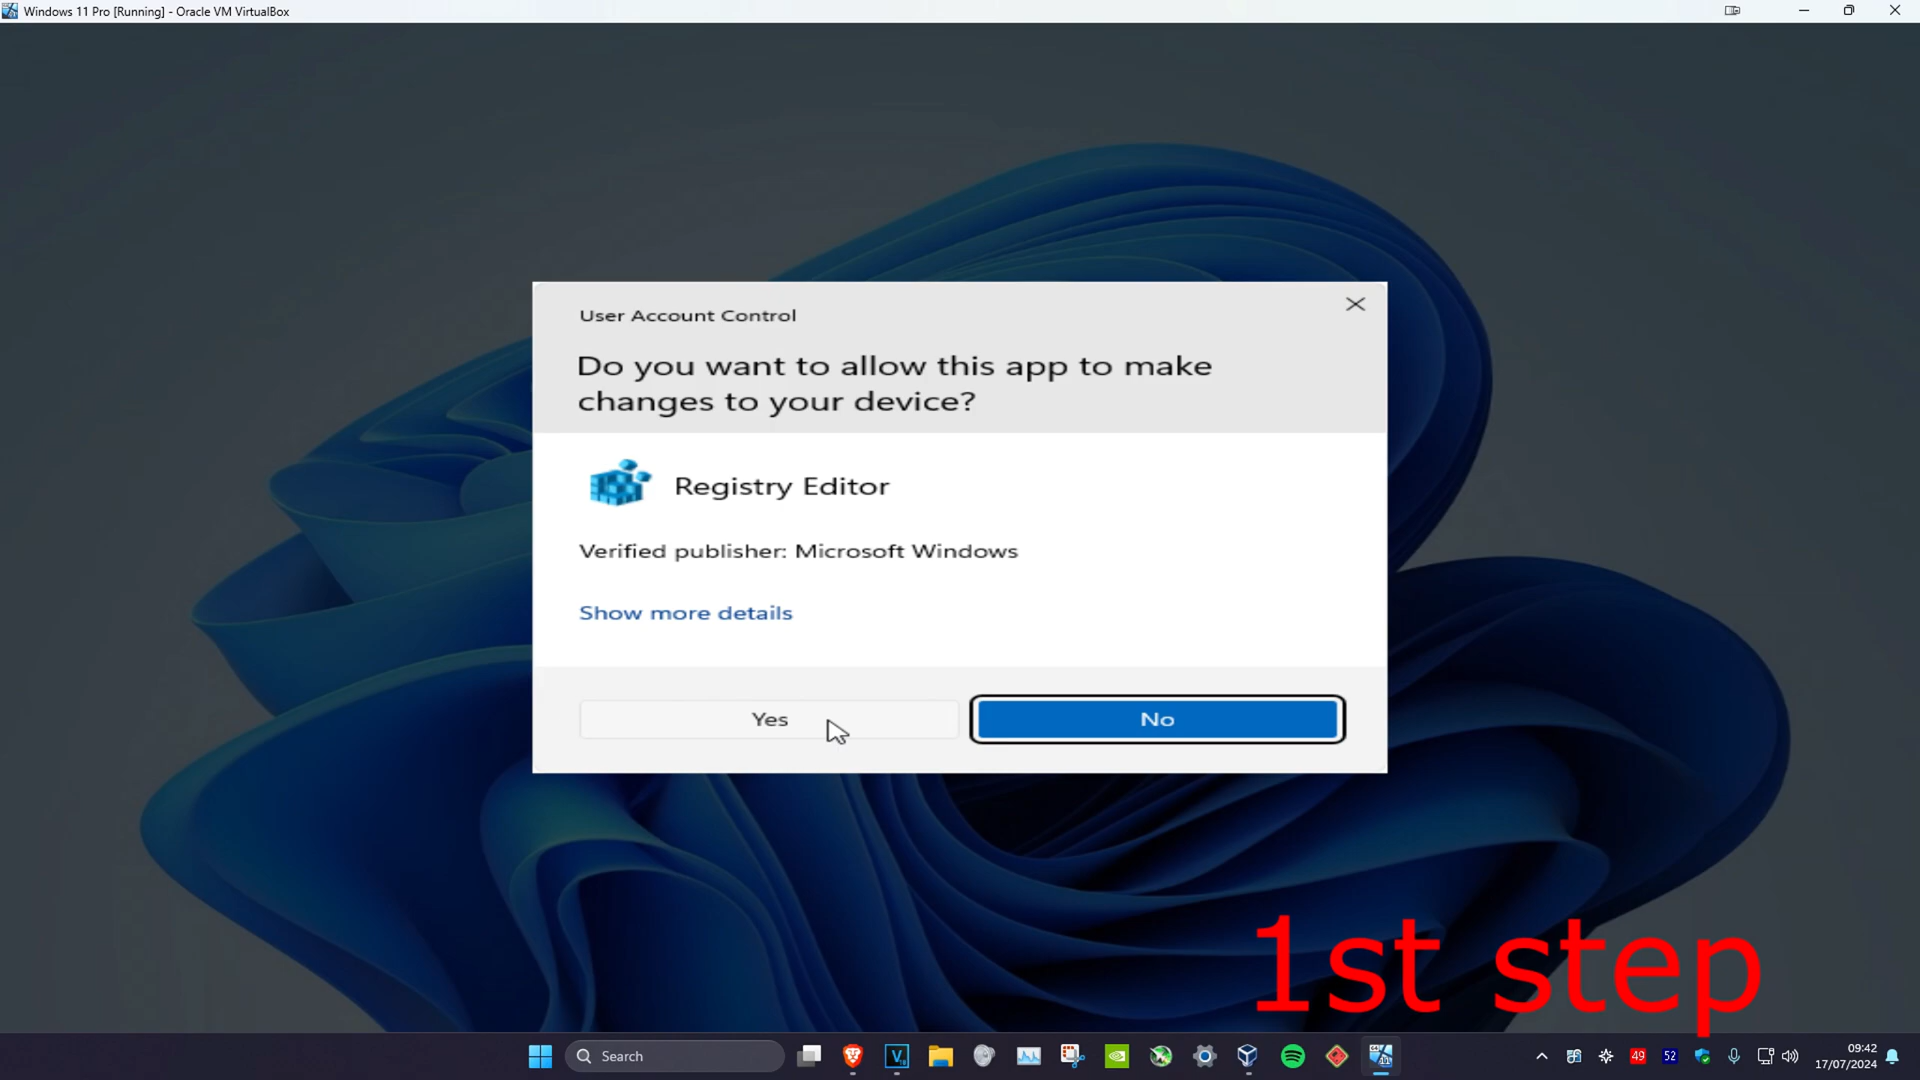 Windows 11 Pro [Running] - Oracle VM VirtualBox
User Account Control
Do you want to allow this app to make
changes to your device?
Registry Editor
Verified publisher: Microsoft Windows
Show more details
Yes
No
1st step
Search
49
52
09:42
17/07/2024